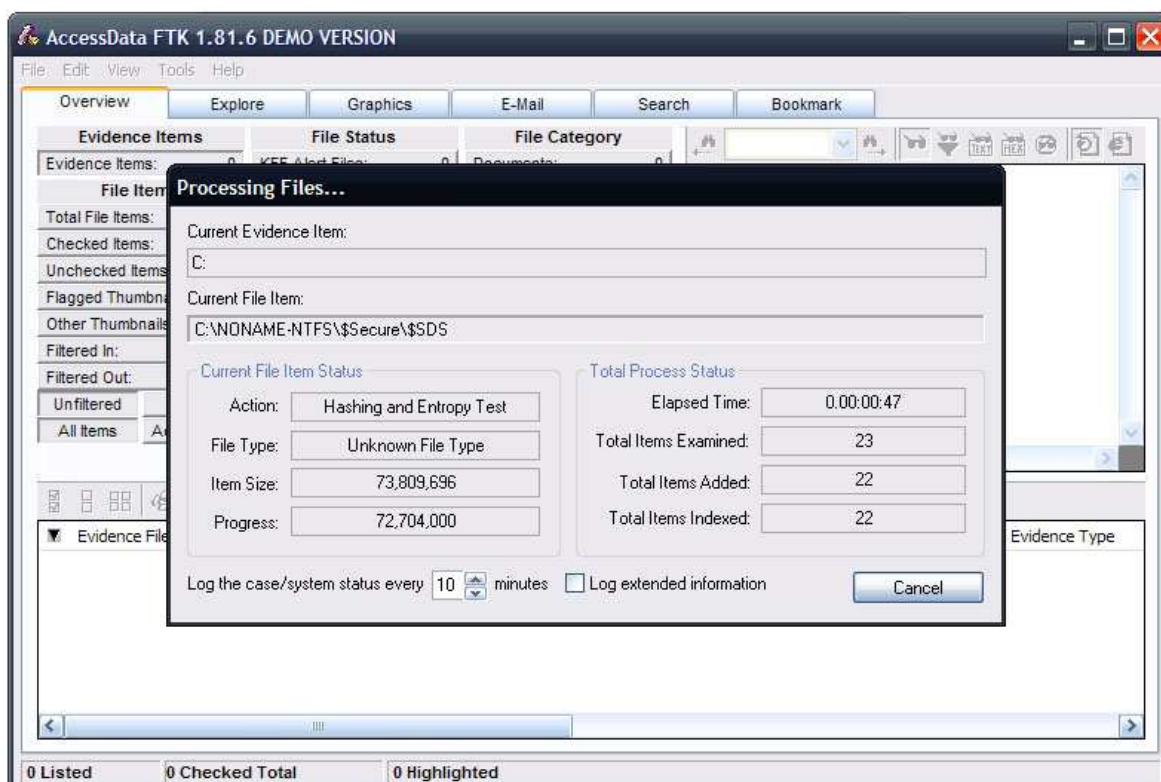 AccessData FTK 1.81.6 DEMO VERSION
File Edit View Tools Help
Overview Explore Graphics E-Mail Search Bookmark
Evidence Items File Status File Category
Evidence Items:
File Item
Total File Items:
Checked Items:
Unchecked Items
Flagged Thumbn
Other Thumbnails
Filtered In:
Filtered Out:
Unfiltered
All Items
Processing Files...
Current Evidence Item:
C:
Current File Item:
C:\NONAME-NTFS\$Secure\$SDS
Current File Item Status
Action: Hashing and Entropy Test
File Type: Unknown File Type
Item Size: 73,809,696
Progress: 72,704,000
Total Process Status
Elapsed Time: 0.00:00:47
Total Items Examined: 23
Total Items Added: 22
Total Items Indexed: 22
Log the case/system status every 10 minutes Log extended information Cancel
Evidence File
Evidence Type
0 Listed 0 Checked Total 0 Highlighted